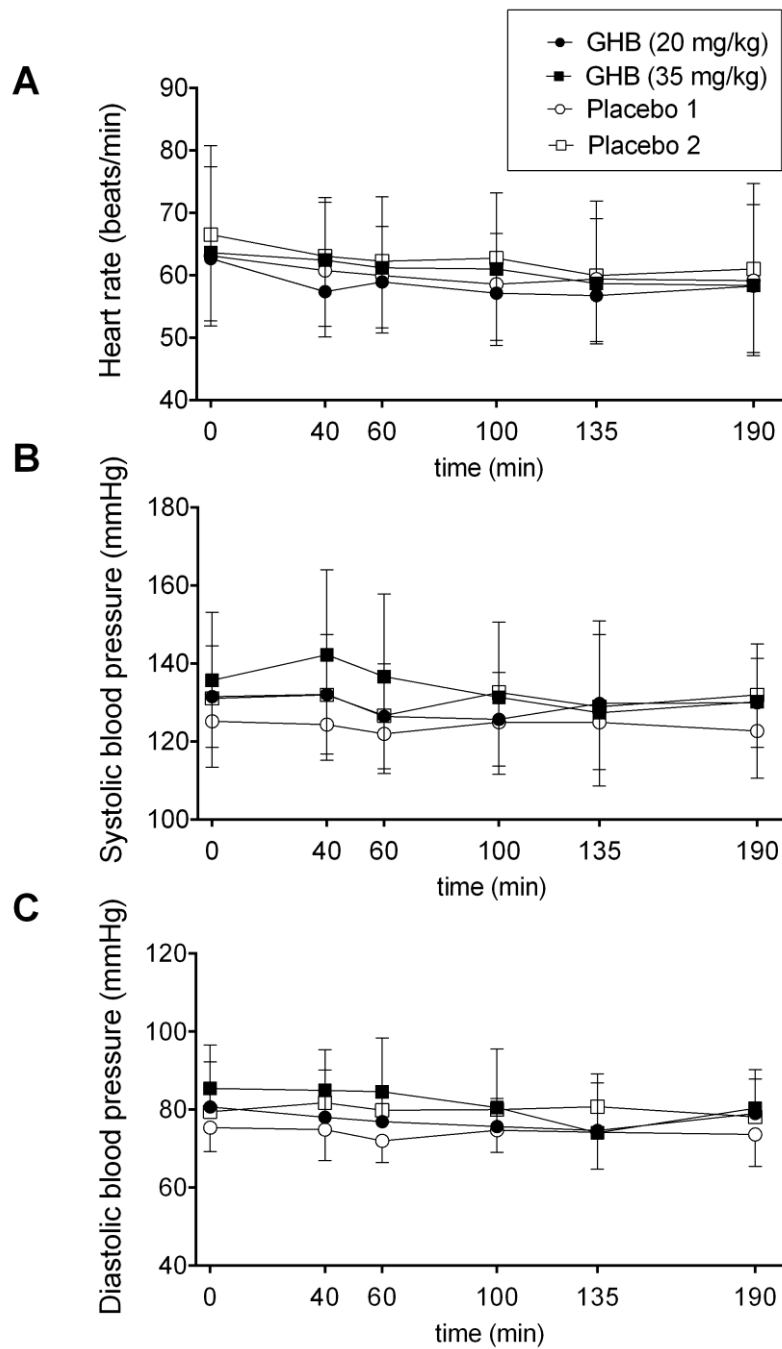 GHB (20 mg/kg)
GHB (35 mg/kg)
Placebo 1
Placebo 2
A
Heart rate (beats/min)
90
80
70
60
50
40
0 40 60 100 135 190
time (min)
B
Systolic blood pressure (mmHg)
180
160
140
120
100
0 40 60 100 135 190
time (min)
C
Diastolic blood pressure (mmHg)
120
100
80
60
40
0 40 60 100 135 190
time (min)